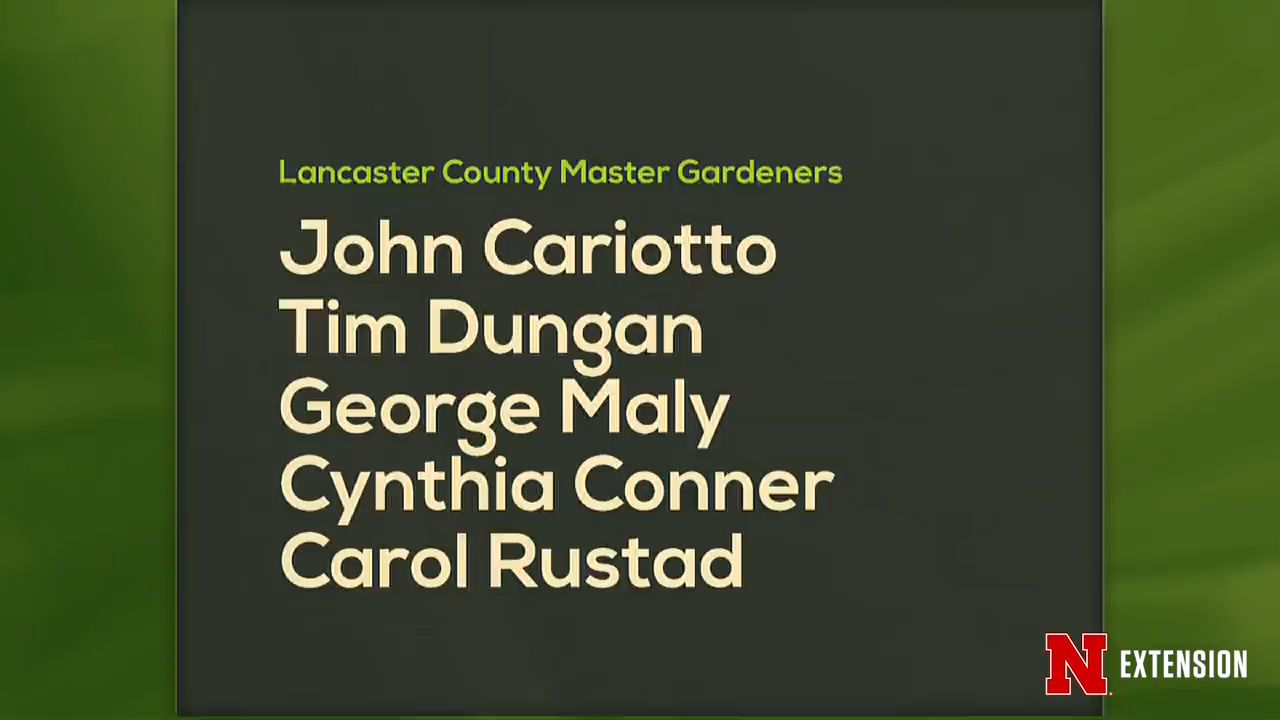 Lancaster County Master Gardeners
John Cariotto
Tim Dungan
George Maly
Cynthia Conner
Carol Rustad
N EXTENSION